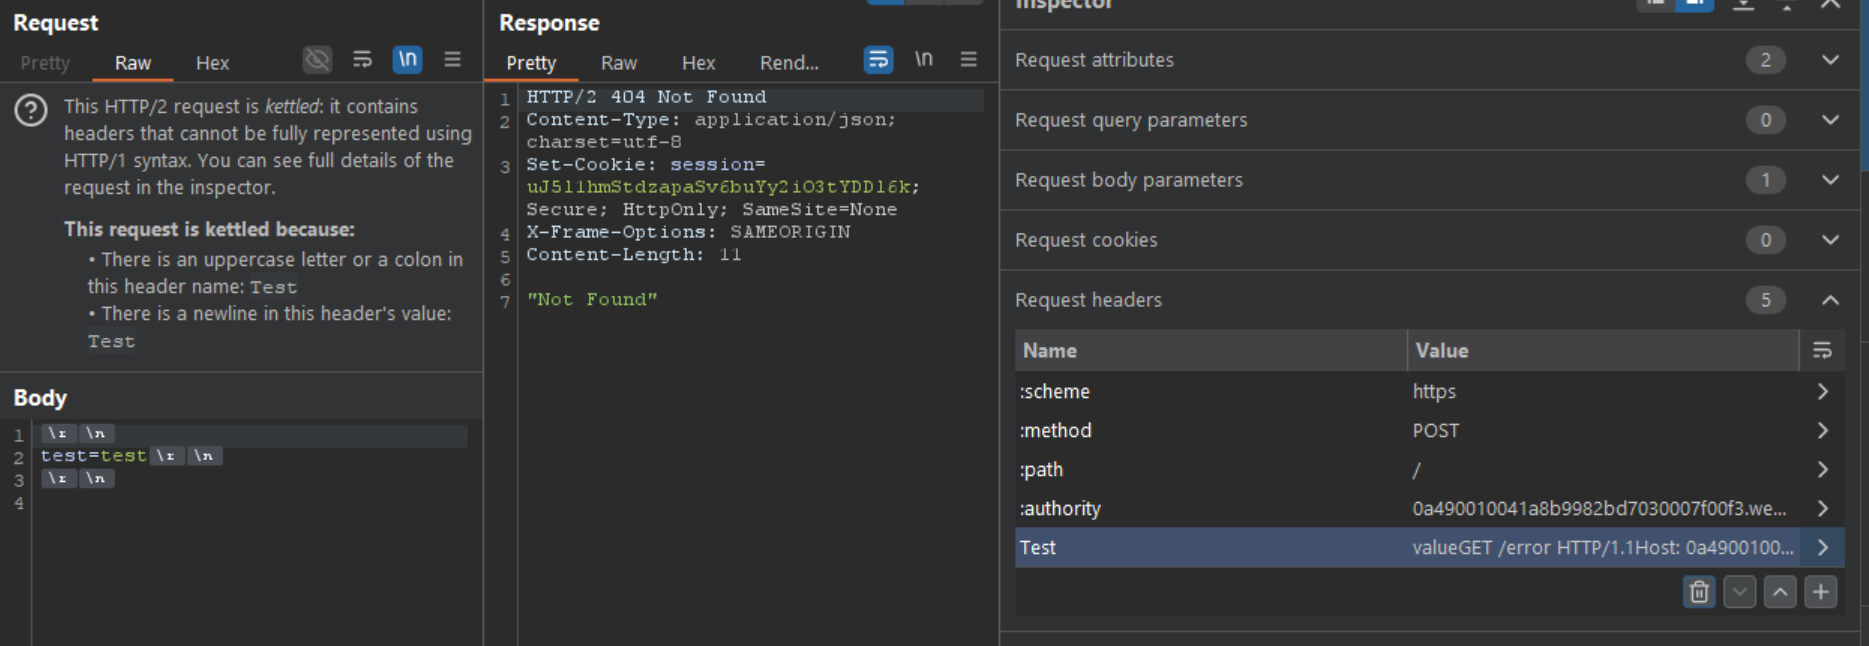 Request
Pretty
Raw
Hex
\n
This HTTP/2 request is kettled: it contains
headers that cannot be fully represented using
HTTP/1 syntax. You can see full details of the
request in the inspector.
This request is kettled because:
• There is an uppercase letter or a colon in
this header name: Test
• There is a newline in this header's value:
Test
Body
1 \r \n
2 test=test \r \n
3 \r \n
4
Response
Pretty
Raw
Hex
Rend...
\n
1 HTTP/2 404 Not Found
2 Content-Type: application/json;
charset=utf-8
3 Set-Cookie: session=
uJ5l1hmStdzapaSv6buYy2iO3tYDDl6k;
Secure; HttpOnly; SameSite=None
4 X-Frame-Options: SAMEORIGIN
5 Content-Length: 11
6
7 "Not Found"
Inspector
Request attributes 2
Request query parameters 0
Request body parameters 1
Request cookies 0
Request headers 5
Name Value
:scheme https
:method POST
:path /
:authority 0a490010041a8b9982bd7030007f00f3.we...
Test valueGET /error HTTP/1.1Host: 0a4900100...